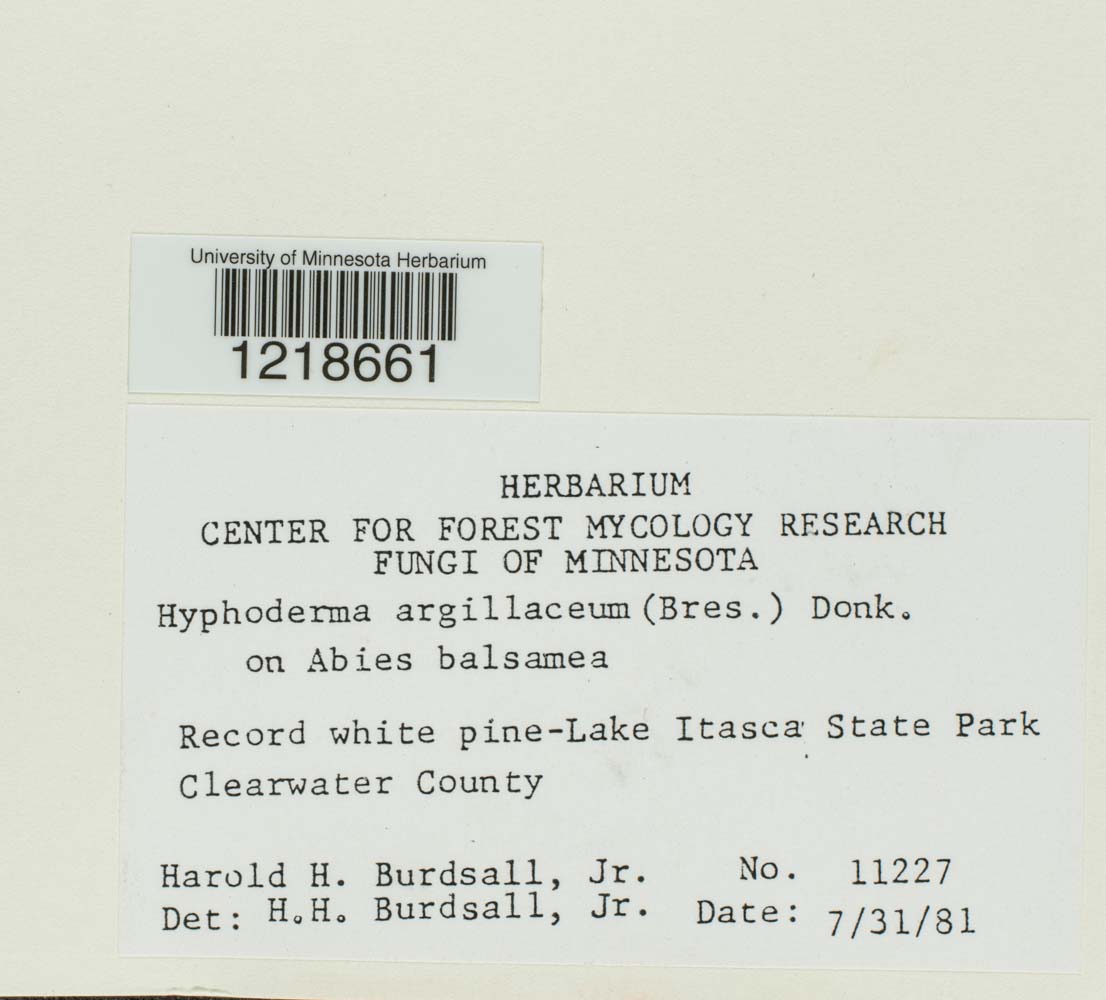 University of Minnesota Herbarium
1218661
HERBARIUM
CENTER FOR FOREST MYCOLOGY RESEARCH
FUNGI OF MINNESOTA
Hyphoderma argillaceum (Bres.) Donk.
on Abies balsamea
Record white pine-Lake Itasca State Park
Clearwater County
Harold H. Burdsall, Jr. No. 11227
Det: H.H. Burdsall, Jr. Date: 7/31/81